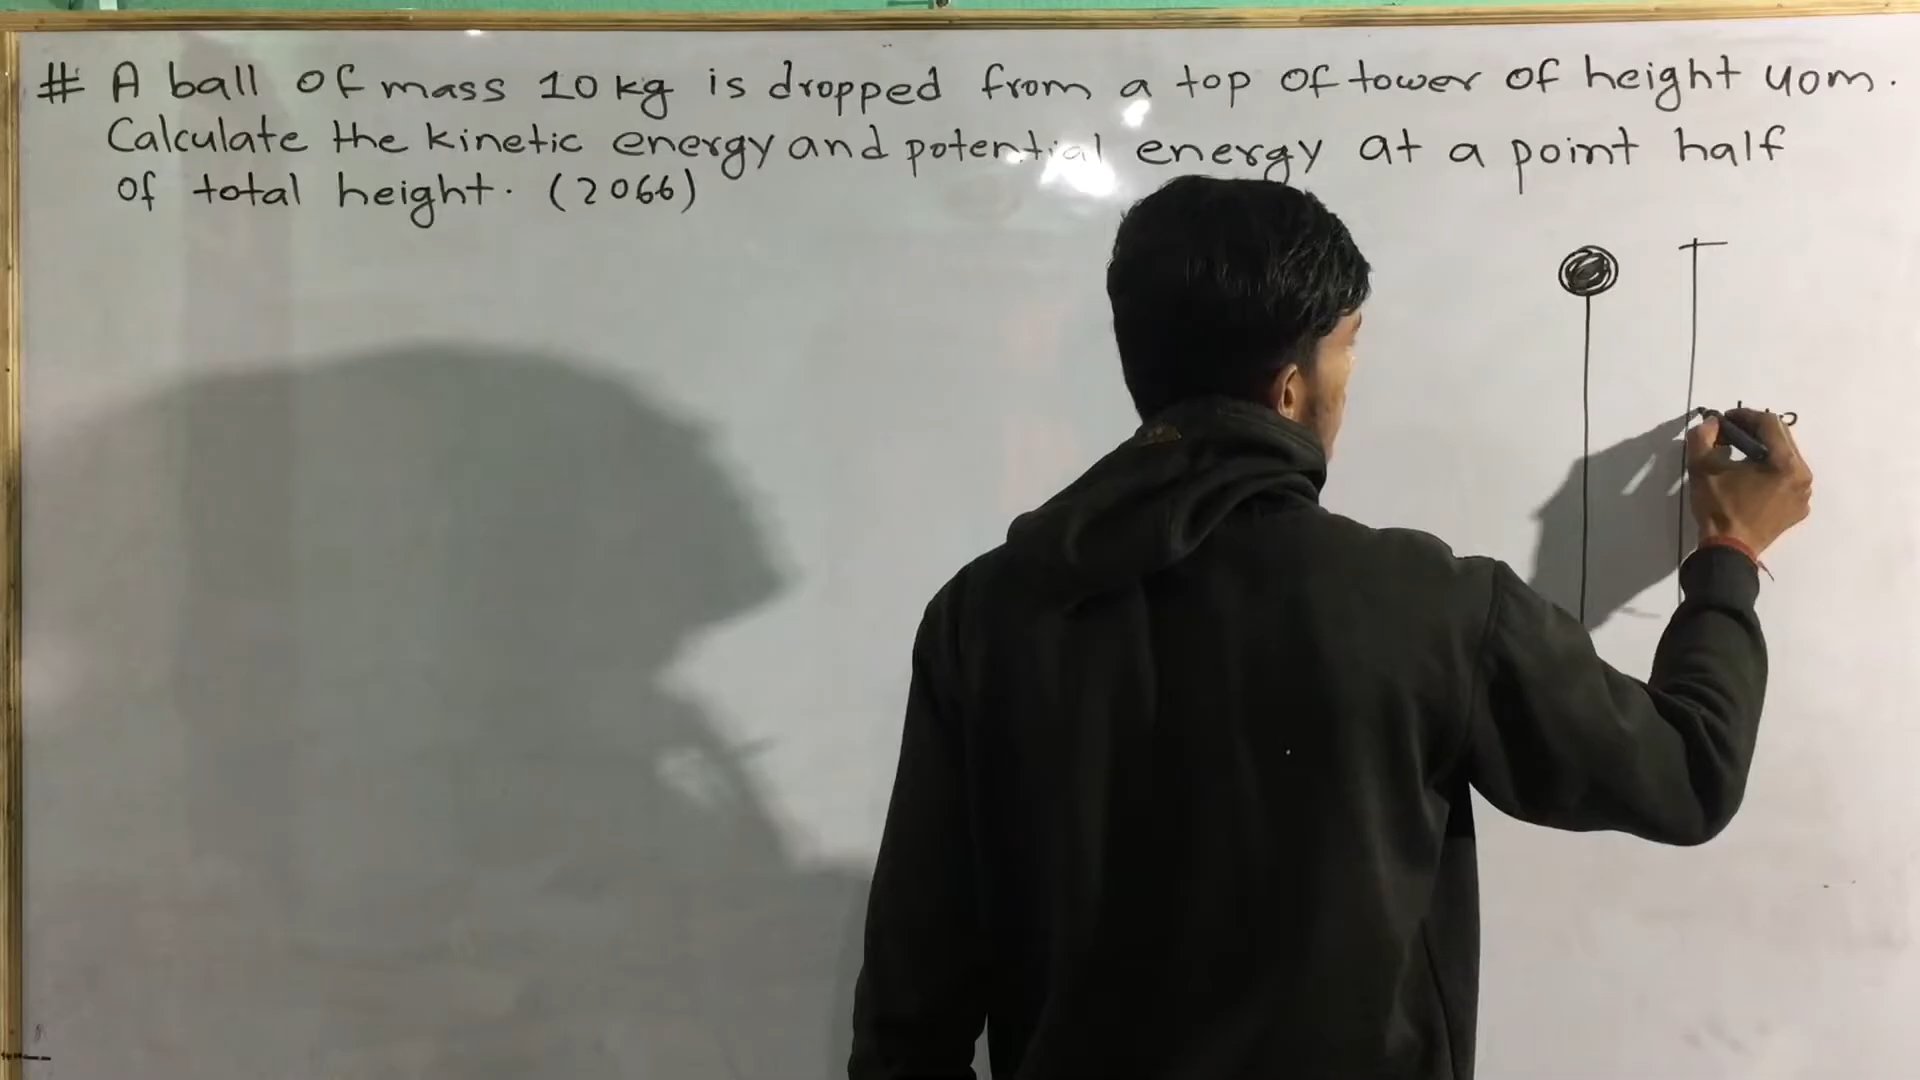 # A ball of mass 10 kg is dropped from a top of tower of height 40m.
Calculate the kinetic energy and potential energy at a point half
of total height. (2066)